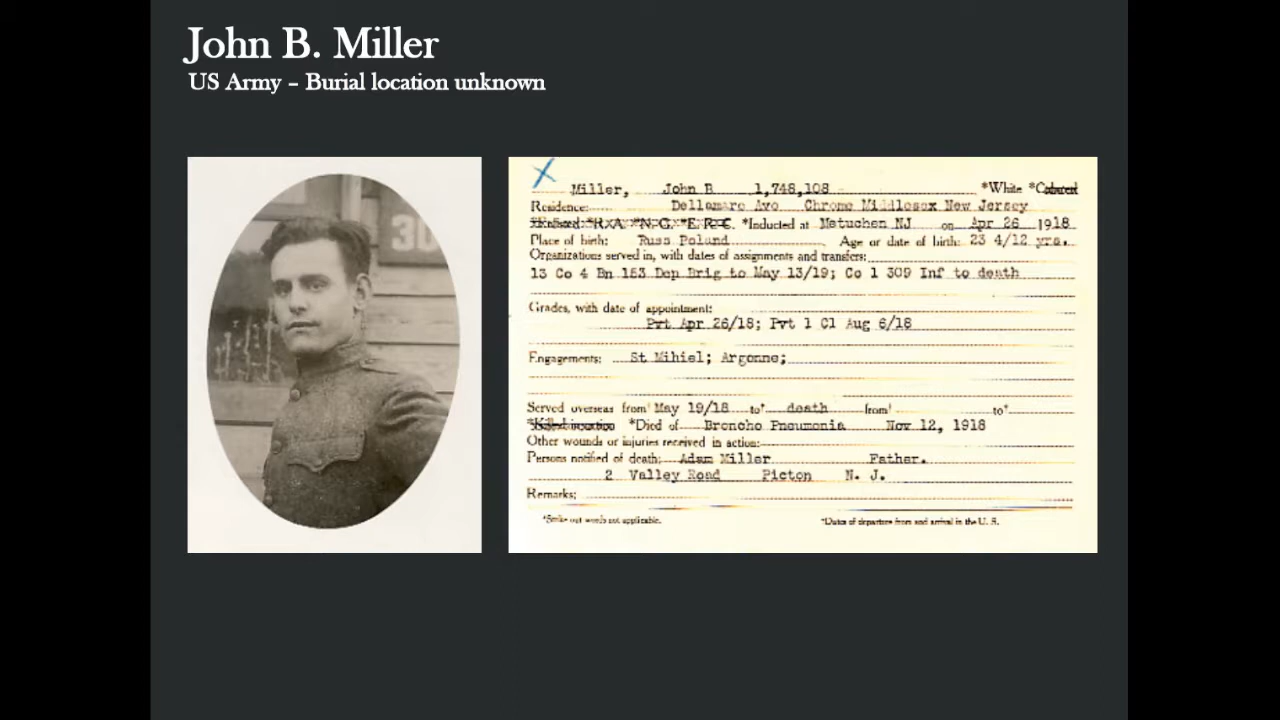 John B. Miller
US Army – Burial location unknown
30
Miller, John B 1,748,108 *White *Colored
Residence: Dellamare Ave Chrome Middlesex New Jersey
*Enlisted *R. A. *N. G. *E. R. C. *Inducted at Metuchen NJ on Apr 26 1918
Place of birth: Russ Poland Age or date of birth: 23 4/12 yrs.
Organizations served in, with dates of assignments and transfers:
13 Co 4 Bn 153 Dep Brig to May 13/19; Co 1 309 Inf to death
Grades, with date of appointment:
Pvt Apr 26/18; Pvt 1 Cl Aug 6/18
Engagements: St Mihiel; Argonne;
Served overseas from† May 19/18 to† death from† to†
*Killed in action *Died of Broncho Pneumonia Nov 12, 1918
Other wounds or injuries received in action:
Persons notified of death: Adam Miller Father.
2 Valley Road Picton N. J.
Remarks:
*Strike out words not applicable. †Dates of departure from and arrival in the U. S.